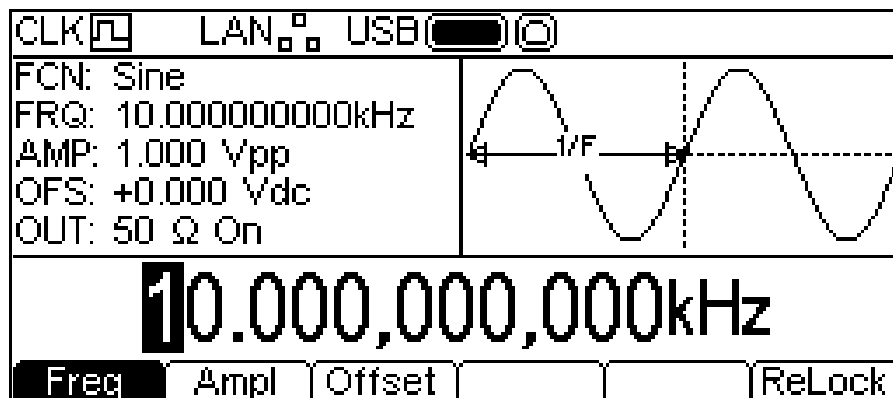 CLK LAN USB
FCN: Sine
FRQ: 10.000000000kHz
AMP: 1.000 Vpp
OFS: +0.000 Vdc
OUT: 50 Ω On
1/F
10.000,000,000kHz
Freq Ampl Offset ReLock